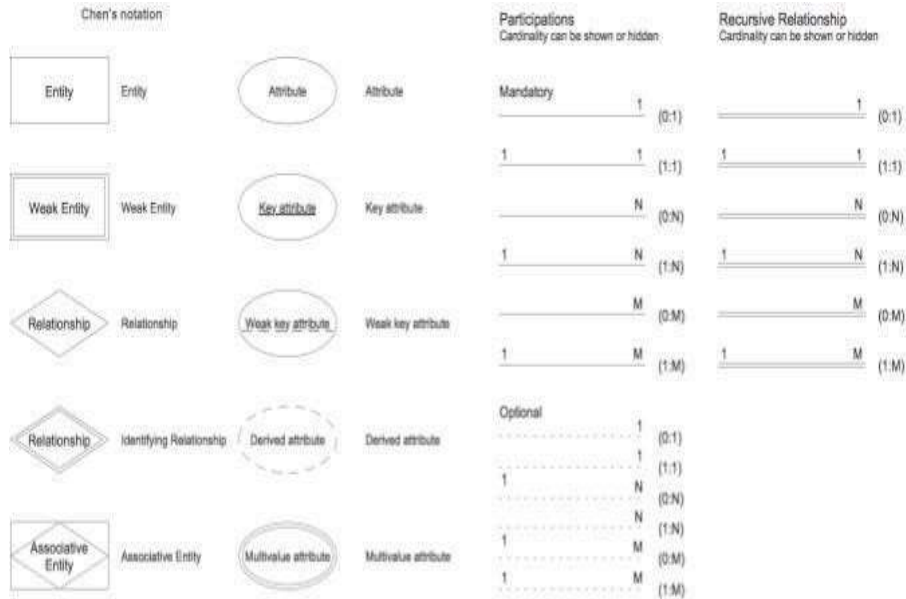 Chen's notation
Entity
Entity
Attribute
Attribute
Weak Entity
Weak Entity
Key attribute
Key attribute
Relationship
Relationship
Weak key attribute
Weak key attribute
Relationship
Identifying Relationship
Derived attribute
Derived attribute
Associative
Entity
Associative Entity
Multivalue attribute
Multivalue attribute
Participations
Cardinality can be shown or hidden
Mandatory
1 (0:1)
1 1 (1:1)
N (0:N)
1 N (1:N)
M (0:M)
1 M (1:M)
Optional
1 (0:1)
1 (1:1)
1 N (0:N)
N (1:N)
1 M (0:M)
1 M (1:M)
Recursive Relationship
Cardinality can be shown or hidden
1 (0:1)
1 1 (1:1)
N (0:N)
1 N (1:N)
M (0:M)
1 M (1:M)